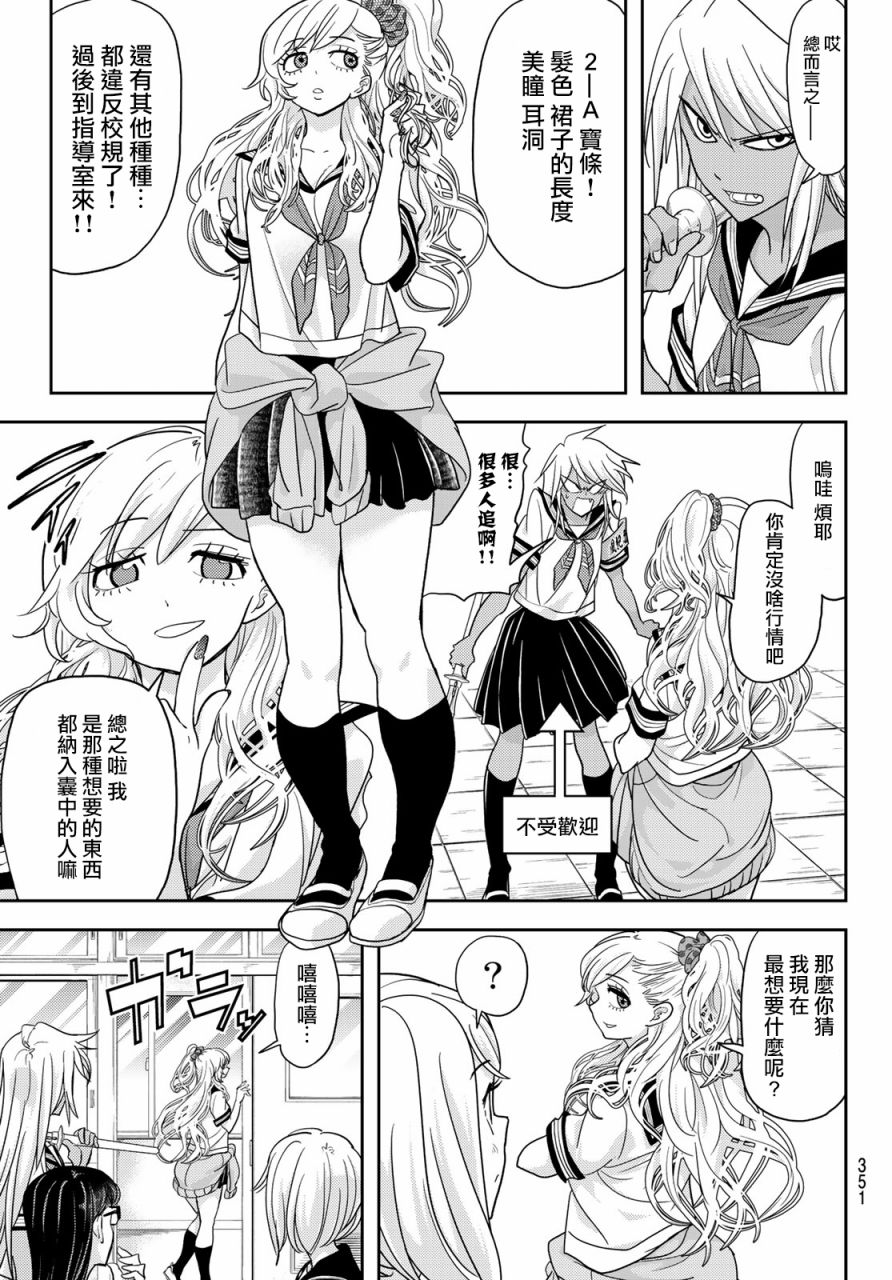 哎
總而言之——
2—A 寶條！
髮色 裙子的長度
美瞳 耳洞
還有其他種種…
都違反校規了！
過後到指導室來！！
嗚哇 煩耶
你肯定沒啥行情吧
很…
很多人追啊！！
不受歡迎
總之啦 我
是那種想要的東西
都納入囊中的人嘛
那麼你猜
我現在
最想要什麼呢？
？
嘻嘻嘻…
ガラッ
351